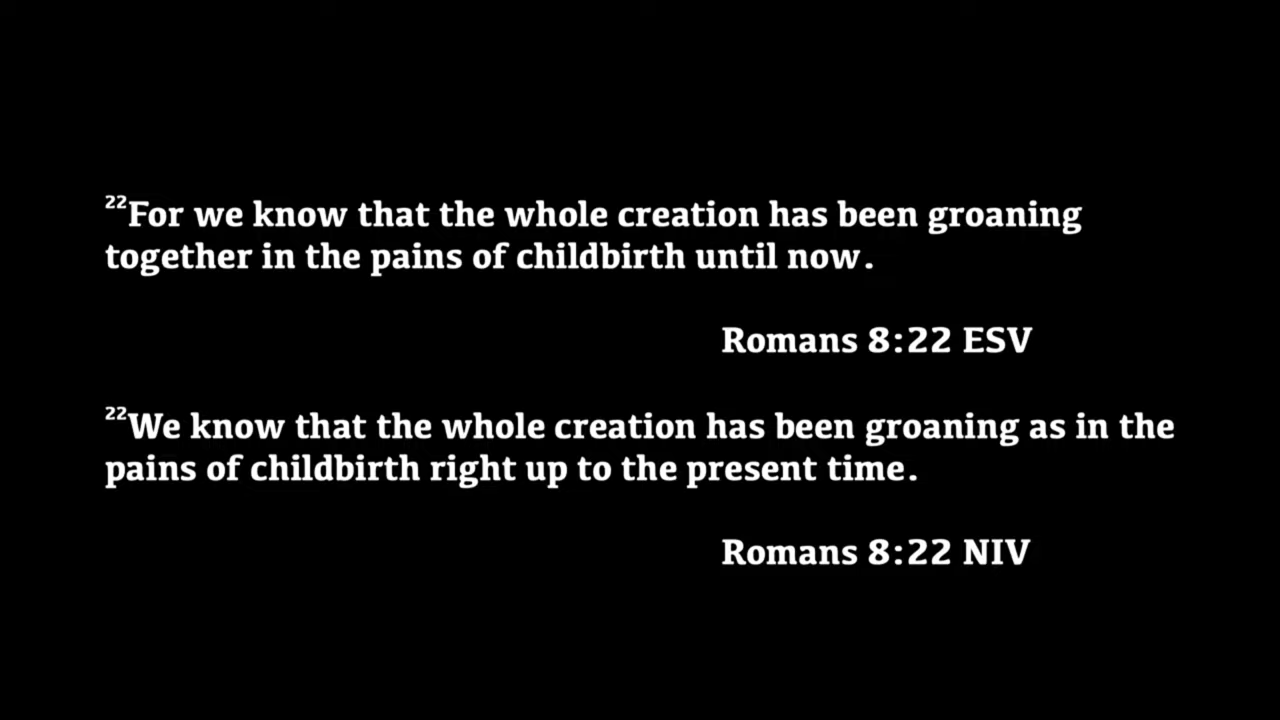 ²²For we know that the whole creation has been groaning
together in the pains of childbirth until now.
Romans 8:22 ESV
²²We know that the whole creation has been groaning as in the
pains of childbirth right up to the present time.
Romans 8:22 NIV